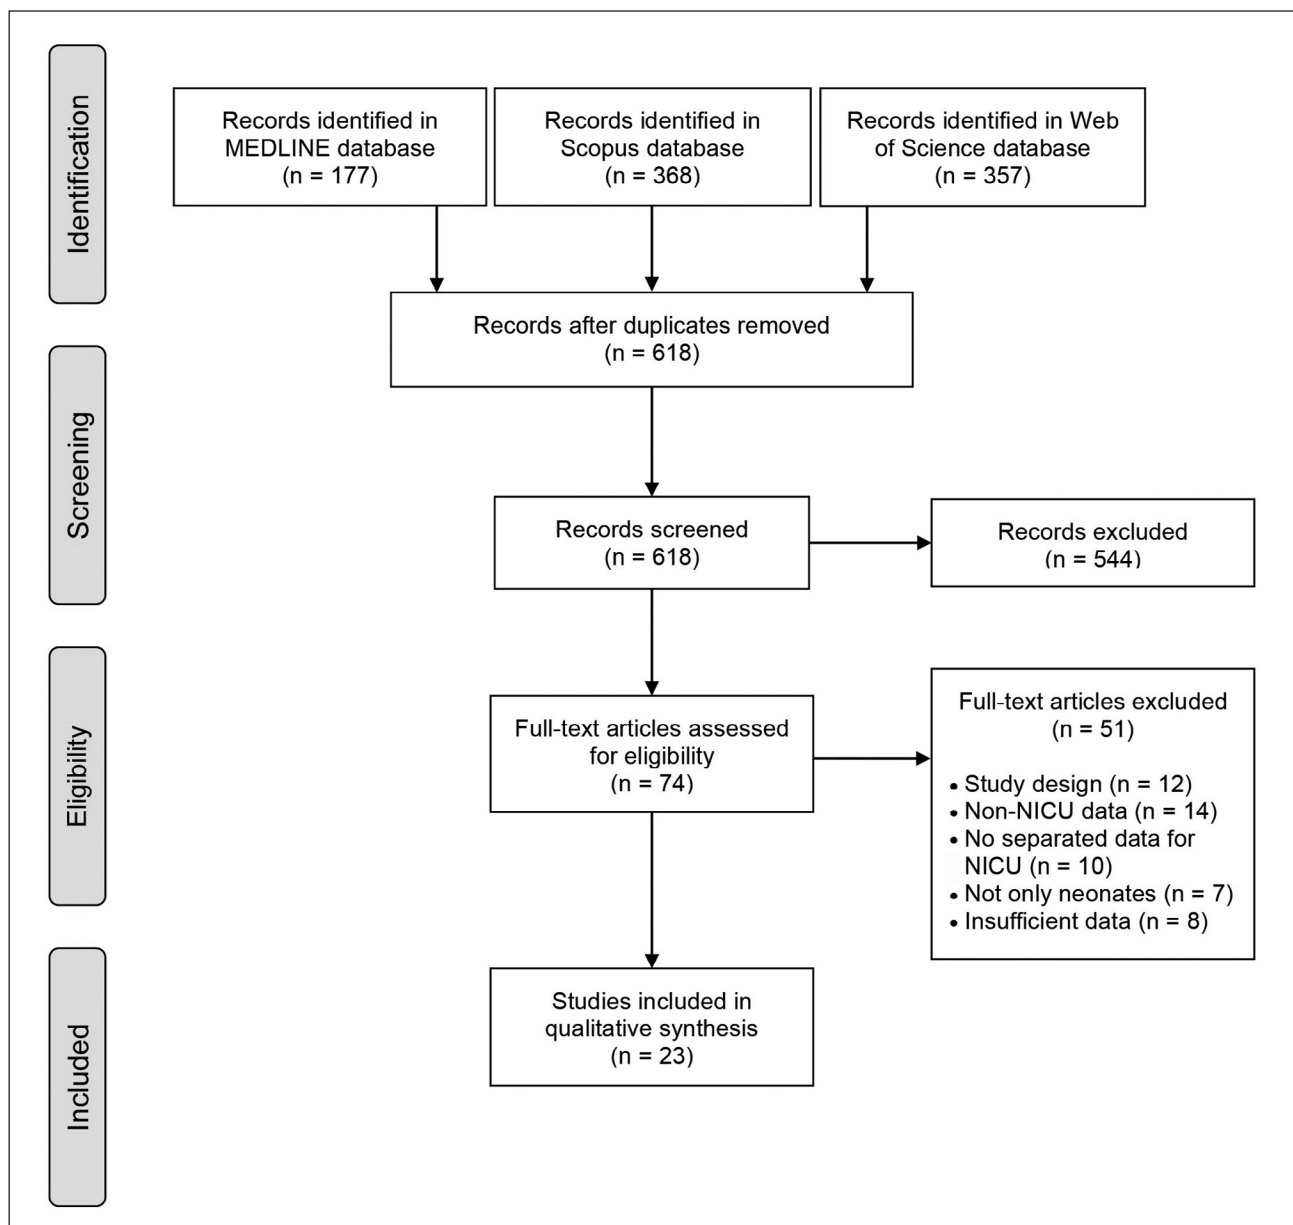 Identification
Records identified in
MEDLINE database
(n = 177)
Records identified in
Scopus database
(n = 368)
Records identified in Web
of Science database
(n = 357)
Records after duplicates removed
(n = 618)
Screening
Records screened
(n = 618)
Records excluded
(n = 544)
Eligibility
Full-text articles assessed
for eligibility
(n = 74)
Full-text articles excluded
(n = 51)
• Study design (n = 12)
• Non-NICU data (n = 14)
• No separated data for
NICU (n = 10)
• Not only neonates (n = 7)
• Insufficient data (n = 8)
Included
Studies included in
qualitative synthesis
(n = 23)